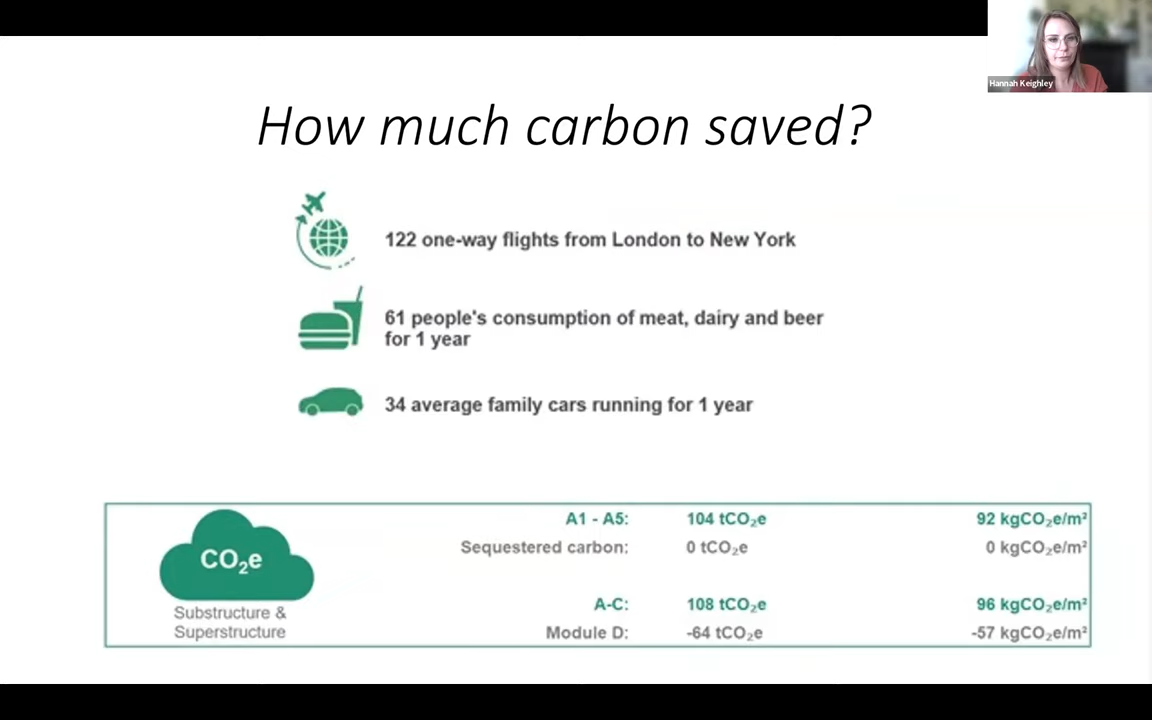 Hannah Keighley
How much carbon saved?
122 one-way flights from London to New York
61 people's consumption of meat, dairy and beer
for 1 year
34 average family cars running for 1 year
CO₂e
Substructure &
Superstructure
A1 - A5: 104 tCO₂e 92 kgCO₂e/m²
Sequestered carbon: 0 tCO₂e 0 kgCO₂e/m²
A-C: 108 tCO₂e 96 kgCO₂e/m²
Module D: -64 tCO₂e -57 kgCO₂e/m²